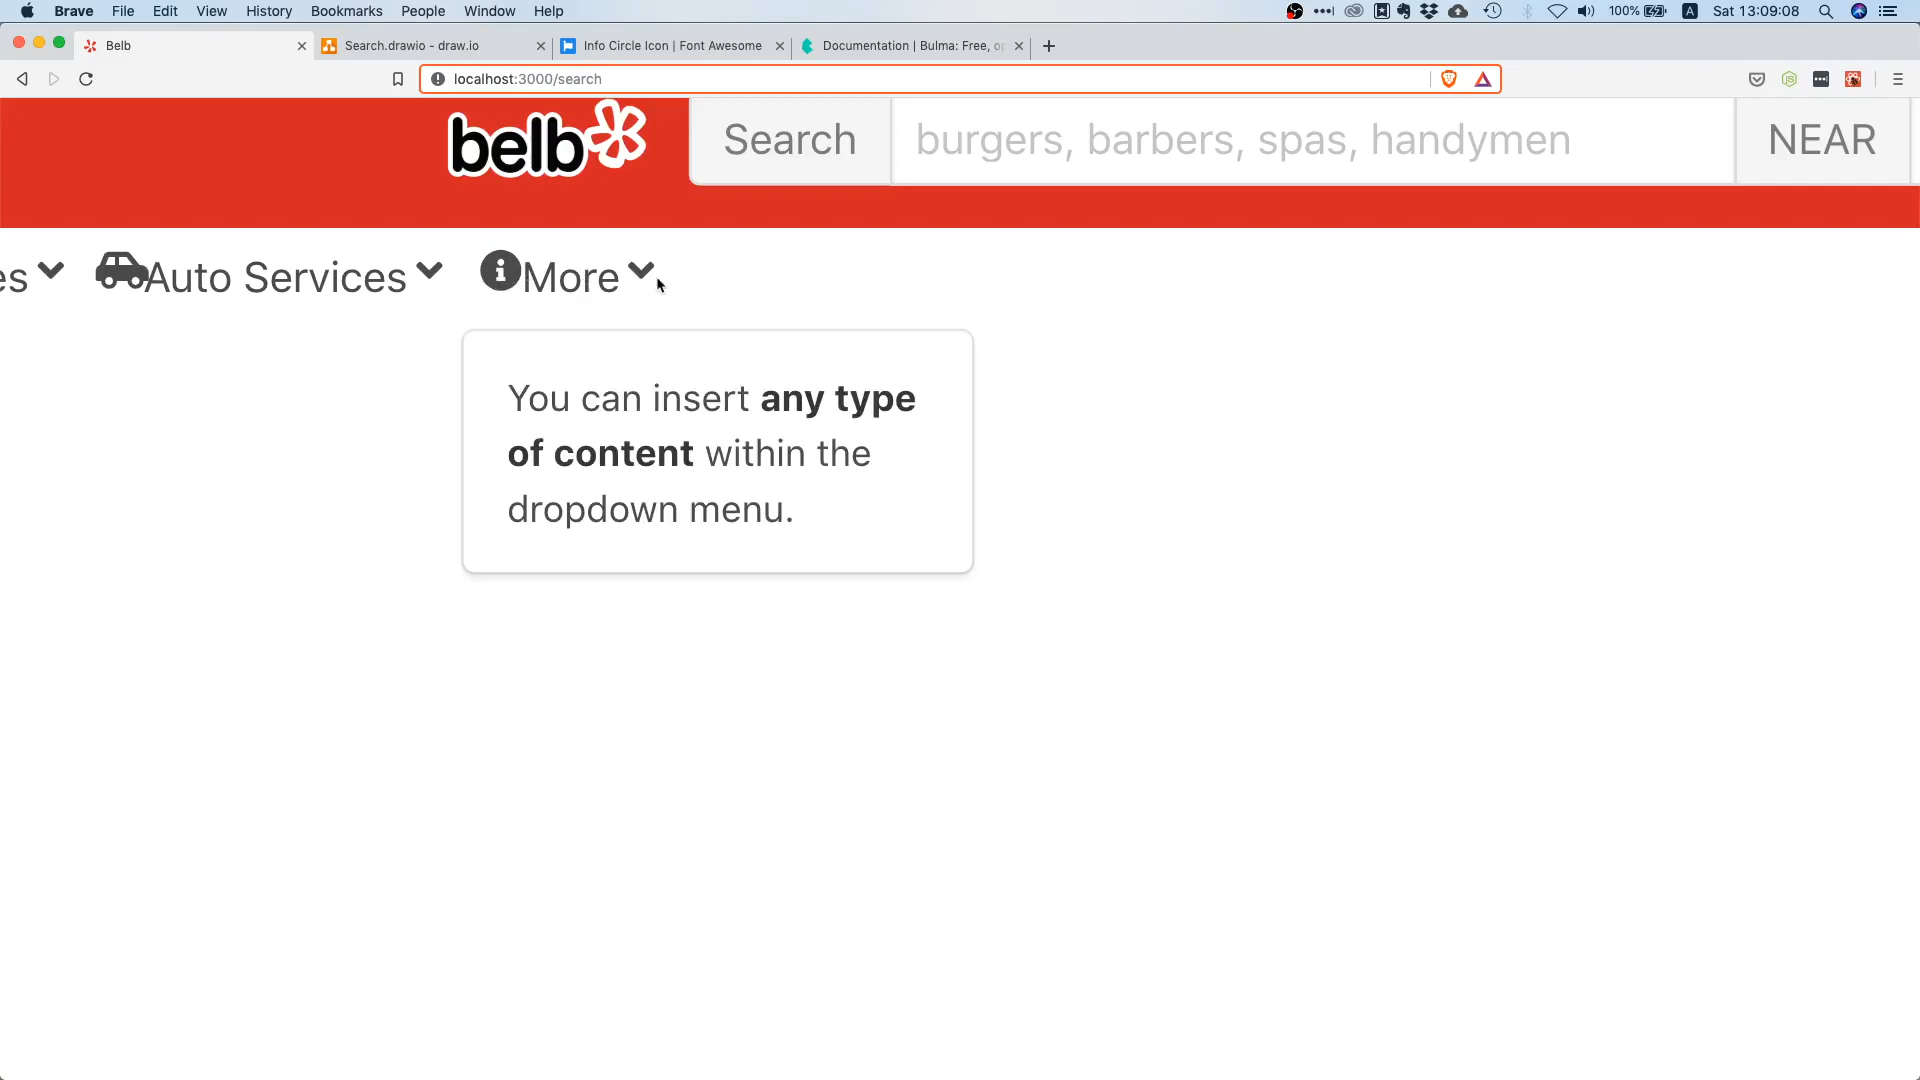 Brave File Edit View History Bookmarks People Window Help 100% A Sat 13:09:08
Belb Search.drawio - draw.io Info Circle Icon | Font Awesome Documentation | Bulma: Free, op
localhost:3000/search
belb Search burgers, barbers, spas, handymen NEAR
es Auto Services More
You can insert any type
of content within the
dropdown menu.